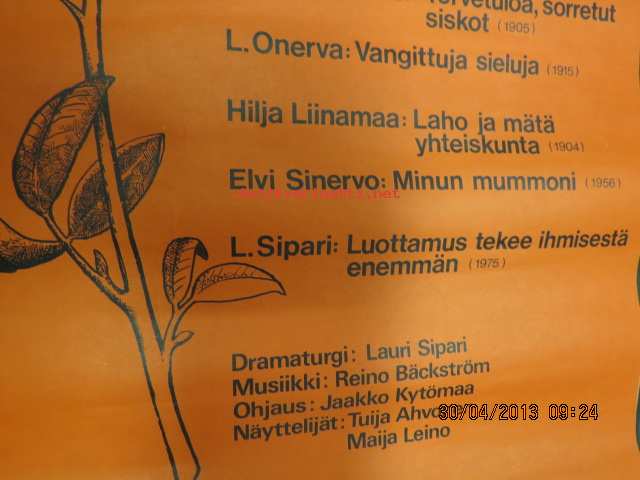 sorretut
siskot (1905)
L. Onerva: Vangittuja sieluja (1915)
Hilja Liinamaa: Laho ja mätä
yhteiskunta (1904)
Elvi Sinervo: Minun mummoni (1956)
L. Sipari: Luottamus tekee ihmisestä
enemmän (1975)
Dramaturgi: Lauri Sipari
Musiikki: Reino Bäckström
Ohjaus: Jaakko Kytömaa
Näyttelijät: Tuija
Maija Leino
30/04/2013 09:24